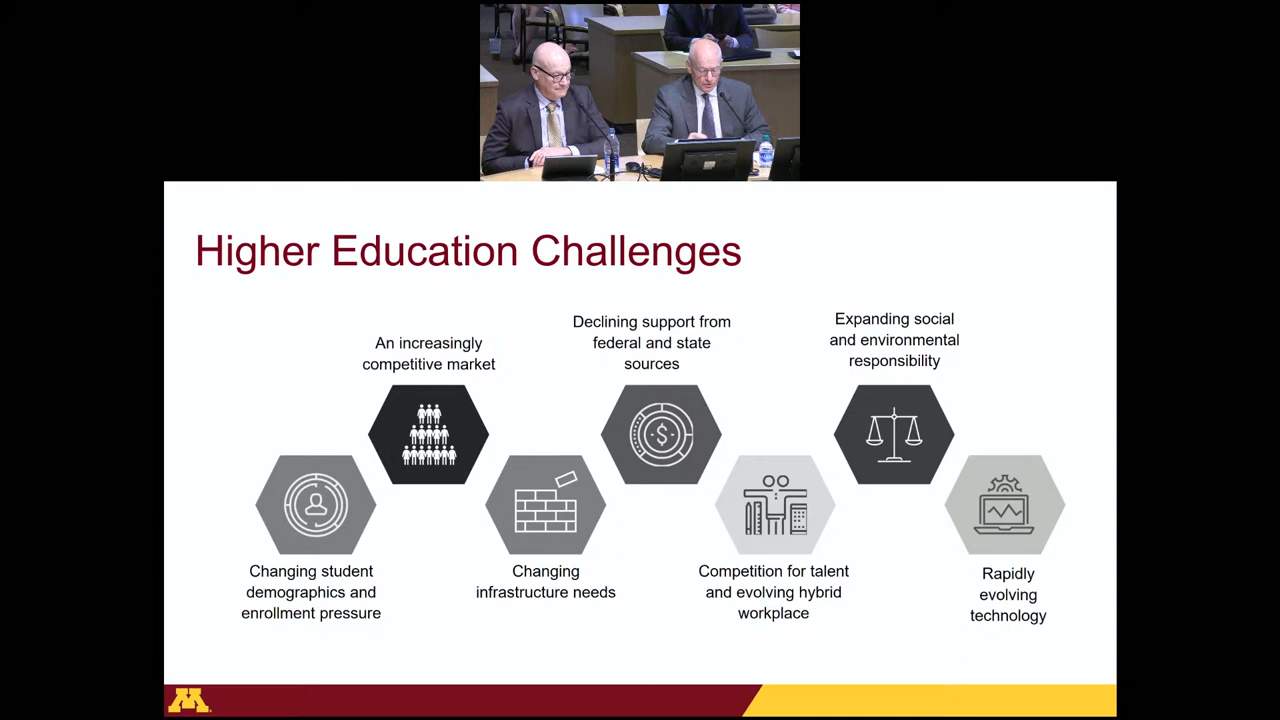 Higher Education Challenges
An increasingly
competitive market
Declining support from
federal and state
sources
Expanding social
and environmental
responsibility
$
Changing student
demographics and
enrollment pressure
Changing
infrastructure needs
Competition for talent
and evolving hybrid
workplace
Rapidly
evolving
technology
M